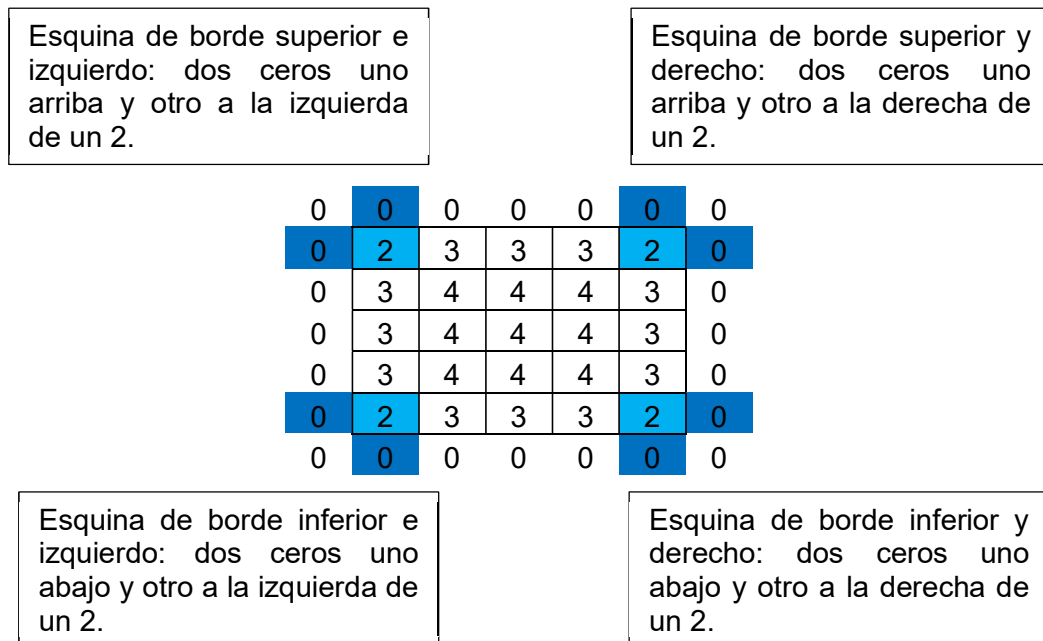 Esquina de borde superior e
izquierdo: dos ceros uno
arriba y otro a la izquierda
de un 2.
Esquina de borde superior y
derecho: dos ceros uno
arriba y otro a la derecha de
un 2.
0 0 0 0 0 0 0
0 2 3 3 3 2 0
0 3 4 4 4 3 0
0 3 4 4 4 3 0
0 3 4 4 4 3 0
0 2 3 3 3 2 0
0 0 0 0 0 0 0
Esquina de borde inferior e
izquierdo: dos ceros uno
abajo y otro a la izquierda de
un 2.
Esquina de borde inferior y
derecho: dos ceros uno
abajo y otro a la derecha de
un 2.